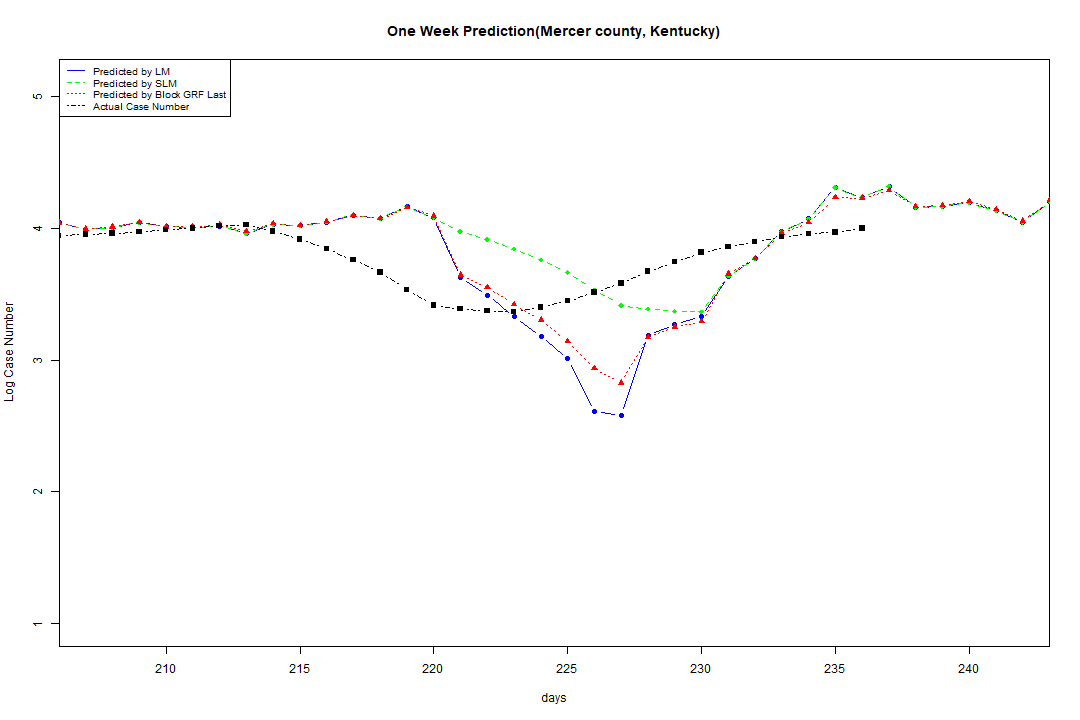 One Week Prediction(Mercer county, Kentucky)
Predicted by LM
Predicted by SLM
Predicted by Block GRF Last
Actual Case Number
5
4
3
2
1
Log Case Number
210 215 220 225 230 235 240
days